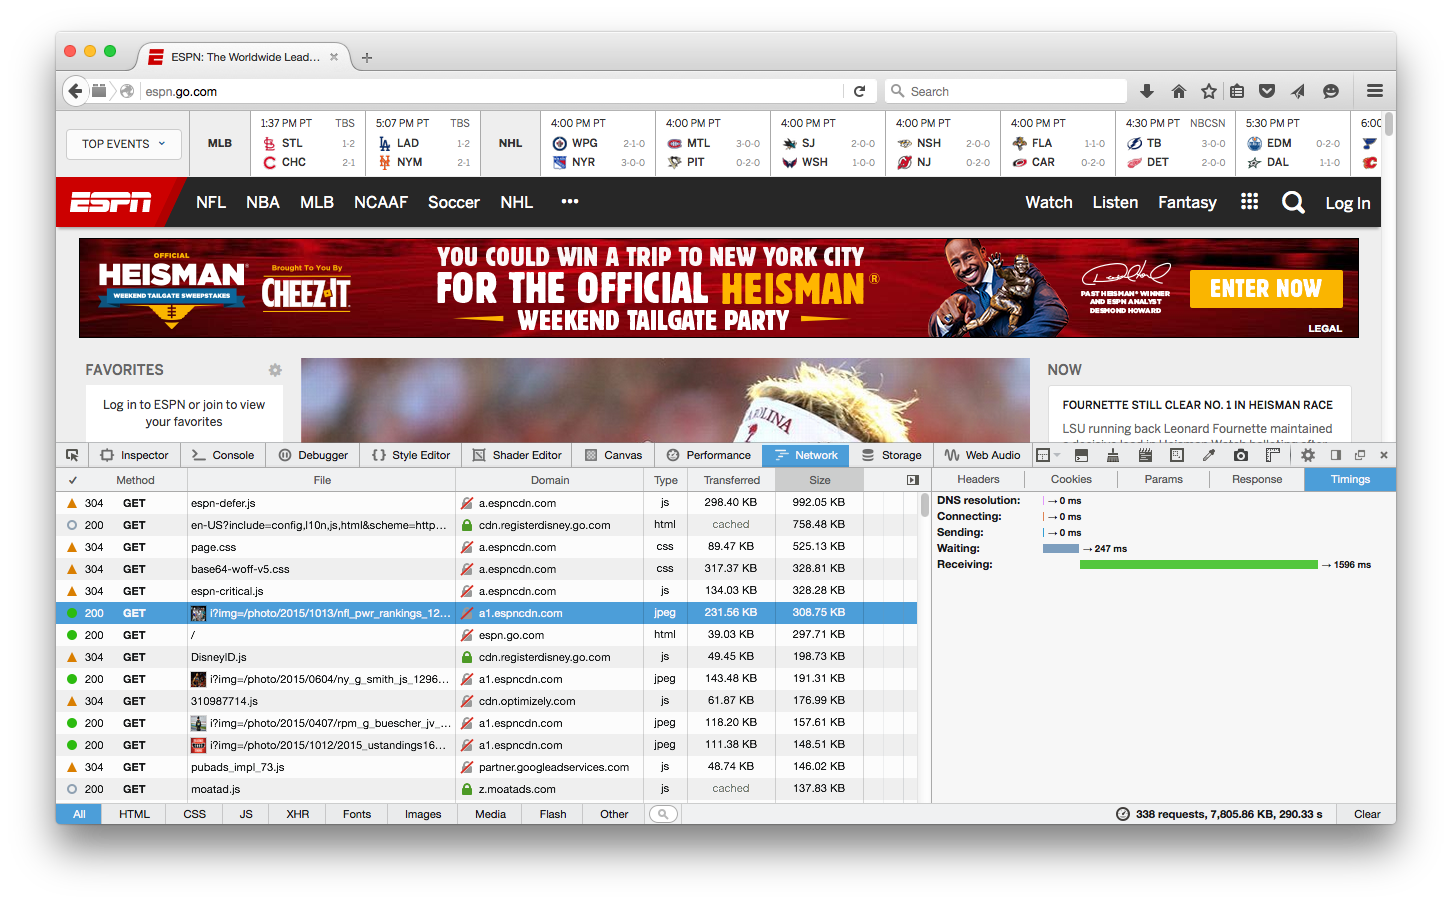 ESPN: The Worldwide Lead...
espn.go.com
Search
TOP EVENTS
MLB
1:37 PM PT TBS
STL 1-2
CHC 2-1
5:07 PM PT TBS
LAD 1-2
NYM 2-1
NHL
4:00 PM PT
WPG 2-1-0
NYR 3-0-0
4:00 PM PT
MTL 3-0-0
PIT 0-2-0
4:00 PM PT
SJ 2-0-0
WSH 1-0-0
4:00 PM PT
NSH 2-0-0
NJ 0-2-0
4:00 PM PT
FLA 1-1-0
CAR 0-2-0
4:30 PM PT NBCSN
TB 3-0-0
DET 2-0-0
5:30 PM PT
EDM 0-2-0
DAL 1-1-0
6:00
ESPN NFL NBA MLB NCAAF Soccer NHL ••• Watch Listen Fantasy Log In
OFFICIAL
HEISMAN
WEEKEND TAILGATE SWEEPSTAKES
Brought To You By
CHEEZ-IT
YOU COULD WIN A TRIP TO NEW YORK CITY
FOR THE OFFICIAL HEISMAN®
WEEKEND TAILGATE PARTY
PAST HEISMAN® WINNER
AND ESPN ANALYST
DESMOND HOWARD
ENTER NOW
LEGAL
FAVORITES
Log in to ESPN or join to view
your favorites
NOW
FOURNETTE STILL CLEAR NO. 1 IN HEISMAN RACE
LSU running back Leonard Fournette maintained
Inspector Console Debugger Style Editor Shader Editor Canvas Performance Network Storage Web Audio
✓ Method File Domain Type Transferred Size
304 GET espn-defer.js a.espncdn.com js 298.40 KB 992.05 KB
200 GET en-US?include=config,l10n,js,html&scheme=http... cdn.registerdisney.go.com html cached 758.48 KB
304 GET page.css a.espncdn.com css 89.47 KB 525.13 KB
304 GET base64-woff-v5.css a.espncdn.com css 317.37 KB 328.81 KB
304 GET espn-critical.js a.espncdn.com js 134.03 KB 328.28 KB
200 GET i?img=/photo/2015/1013/nfl_pwr_rankings_12... a1.espncdn.com jpeg 231.56 KB 308.75 KB
200 GET / espn.go.com html 39.03 KB 297.71 KB
304 GET DisneyID.js cdn.registerdisney.go.com js 49.45 KB 198.73 KB
200 GET i?img=/photo/2015/0604/ny_g_smith_js_1296... a1.espncdn.com jpeg 143.48 KB 191.31 KB
304 GET 310987714.js cdn.optimizely.com js 61.87 KB 176.99 KB
200 GET i?img=/photo/2015/0407/rpm_g_buescher_jv_... a1.espncdn.com jpeg 118.20 KB 157.61 KB
200 GET i?img=/photo/2015/1012/2015_ustandings16... a1.espncdn.com jpeg 111.38 KB 148.51 KB
304 GET pubads_impl_73.js partner.googleadservices.com js 48.74 KB 146.02 KB
200 GET moatad.js z.moatads.com js cached 137.83 KB
Headers Cookies Params Response Timings
DNS resolution: → 0 ms
Connecting: → 0 ms
Sending: → 0 ms
Waiting: → 247 ms
Receiving: → 1596 ms
All HTML CSS JS XHR Fonts Images Media Flash Other
338 requests, 7,805.86 KB, 290.33 s Clear